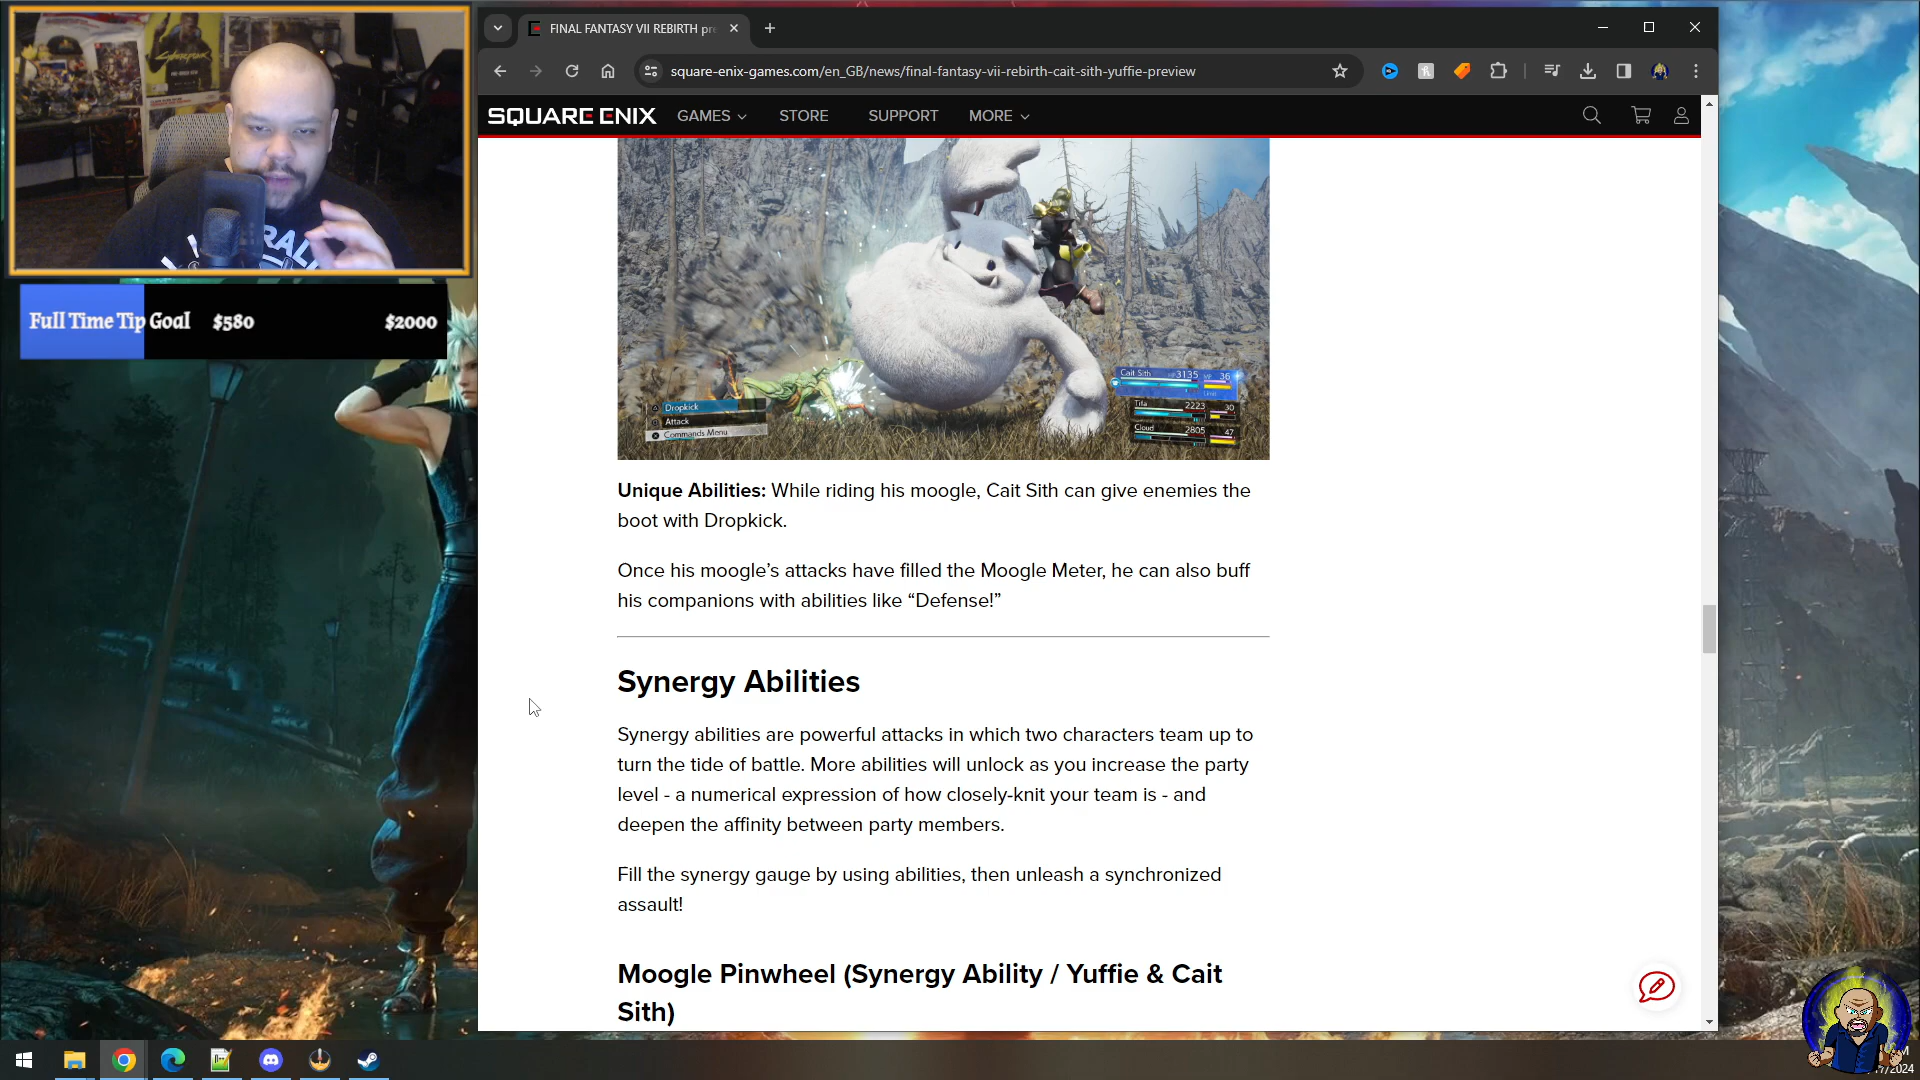 FINAL FANTASY VII REBIRTH pre
square-enix-games.com/en_GB/news/final-fantasy-vii-rebirth-cait-sith-yuffie-preview
SQUARE ENIX
GAMES
STORE
SUPPORT
MORE
Full Time Tip Goal $580 $2000
Cait Sith 3135 36
Limit
Tifa 2223 30
Cloud 2805 47
Dropkick
Attack
Commands Menu
Unique Abilities: While riding his moogle, Cait Sith can give enemies the
boot with Dropkick.
Once his moogle’s attacks have filled the Moogle Meter, he can also buff
his companions with abilities like “Defense!”
Synergy Abilities
Synergy abilities are powerful attacks in which two characters team up to
turn the tide of battle. More abilities will unlock as you increase the party
level - a numerical expression of how closely-knit your team is - and
deepen the affinity between party members.
Fill the synergy gauge by using abilities, then unleash a synchronized
assault!
Moogle Pinwheel (Synergy Ability / Yuffie & Cait
Sith)